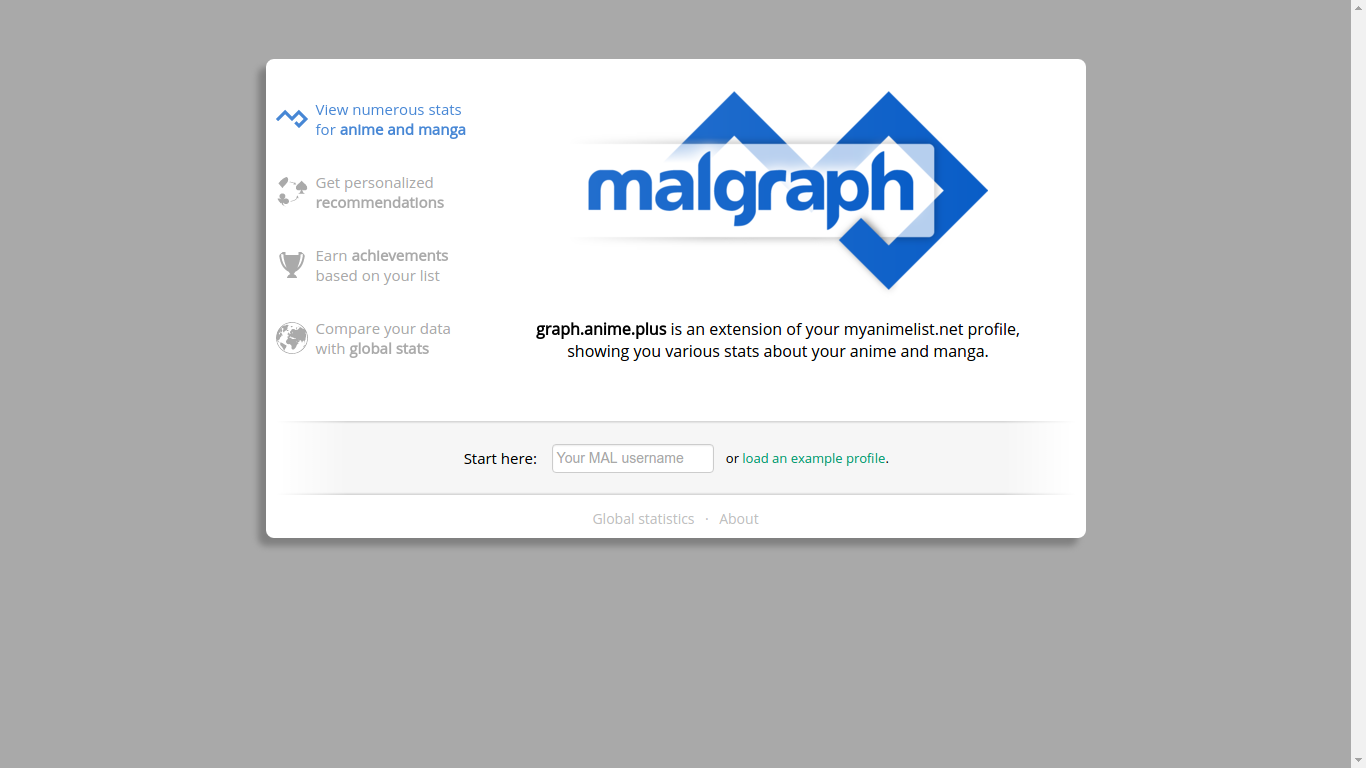 View numerous stats
for anime and manga
Get personalized
recommendations
Earn achievements
based on your list
Compare your data
with global stats
malgraph
graph.anime.plus is an extension of your myanimelist.net profile,
showing you various stats about your anime and manga.
Start here: Your MAL username or load an example profile.
Global statistics · About